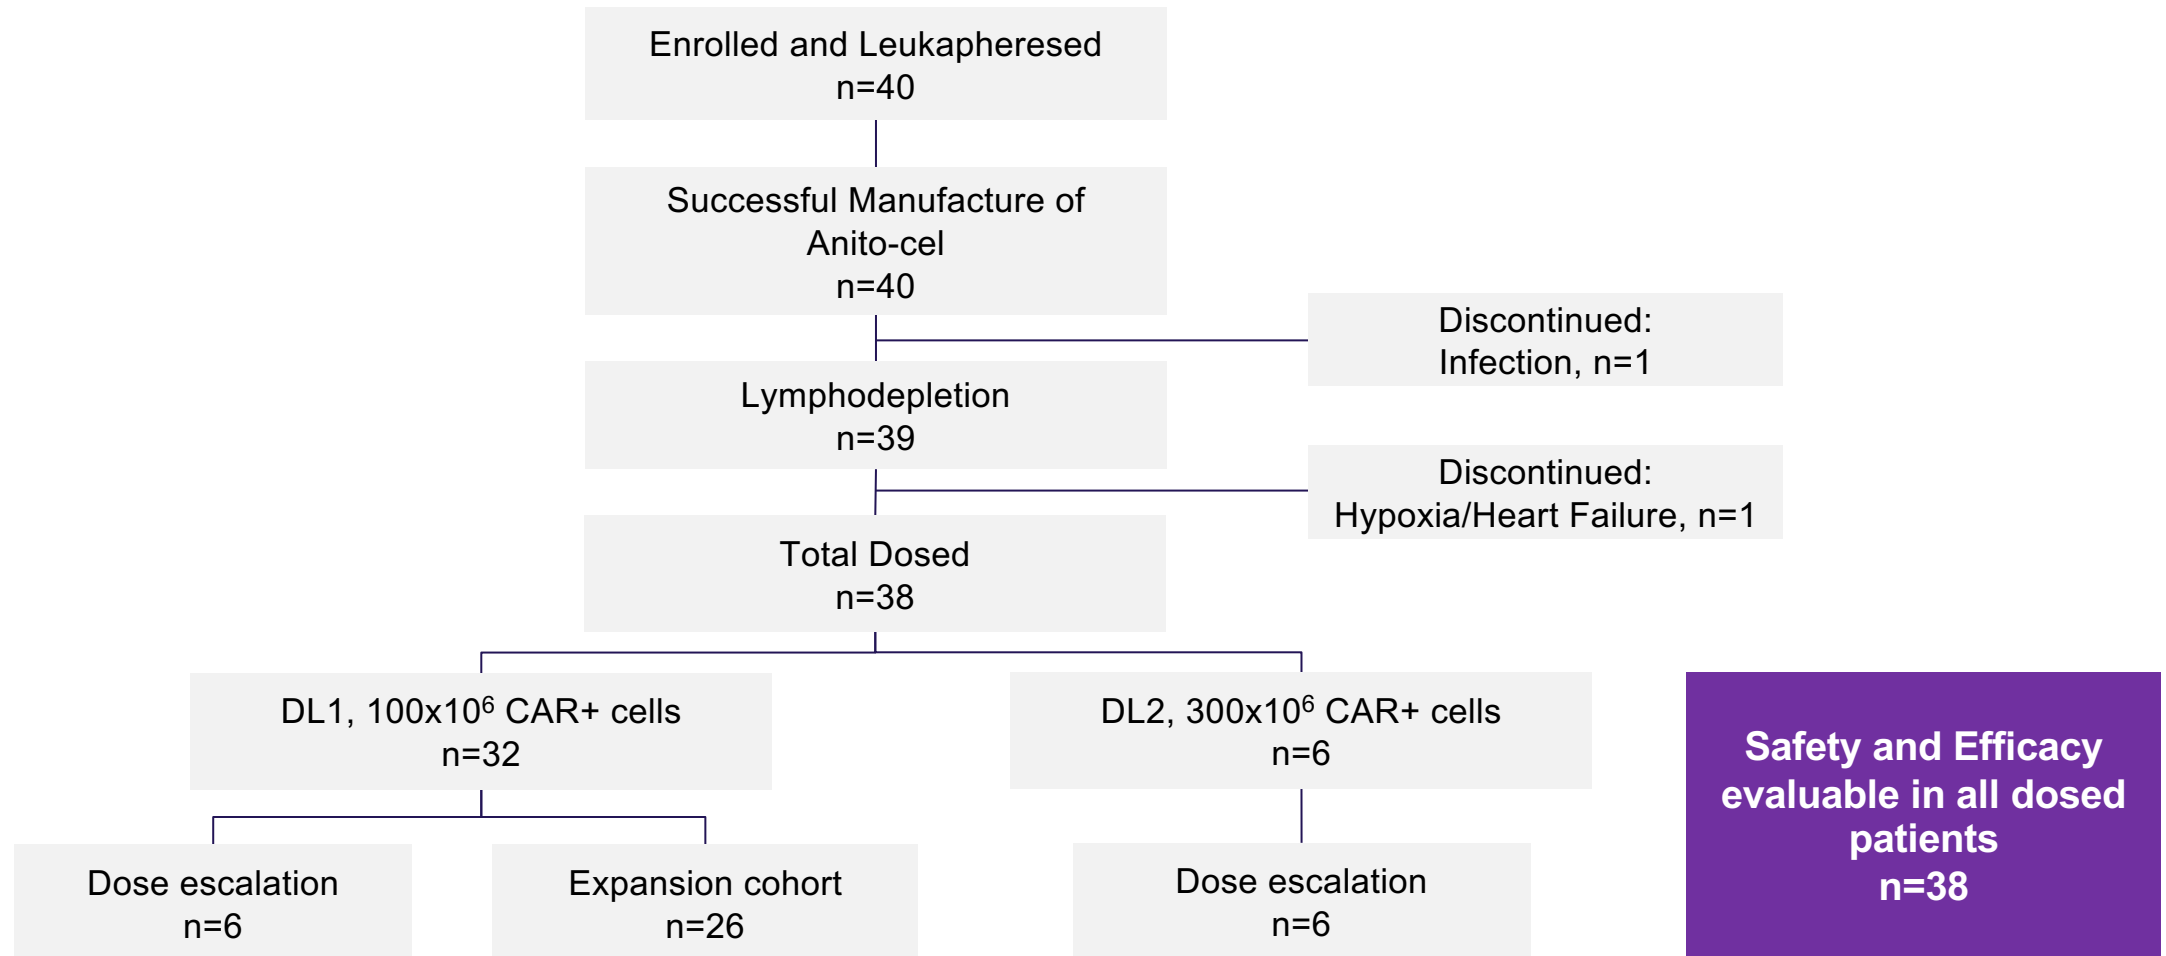 Enrolled and Leukapheresed
n=40
Successful Manufacture of
Anito-cel
n=40
Discontinued:
Infection, n=1
Lymphodepletion
n=39
Discontinued:
Hypoxia/Heart Failure, n=1
Total Dosed
n=38
DL1, 100x10⁶ CAR+ cells
n=32
DL2, 300x10⁶ CAR+ cells
n=6
Safety and Efficacy
evaluable in all dosed
patients
n=38
Dose escalation
n=6
Expansion cohort
n=26
Dose escalation
n=6